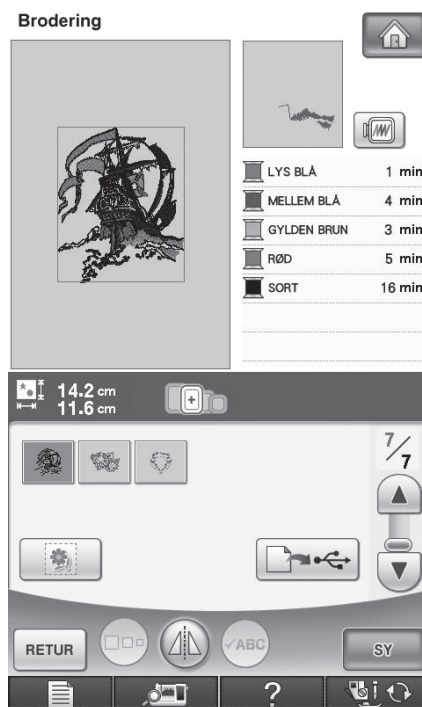 Brodering
LYS BLÅ 1 min
MELLEM BLÅ 4 min
GYLDEN BRUN 3 min
RØD 5 min
SORT 16 min
14.2 cm
11.6 cm
7/7
RETUR
✓ABC
SY
?